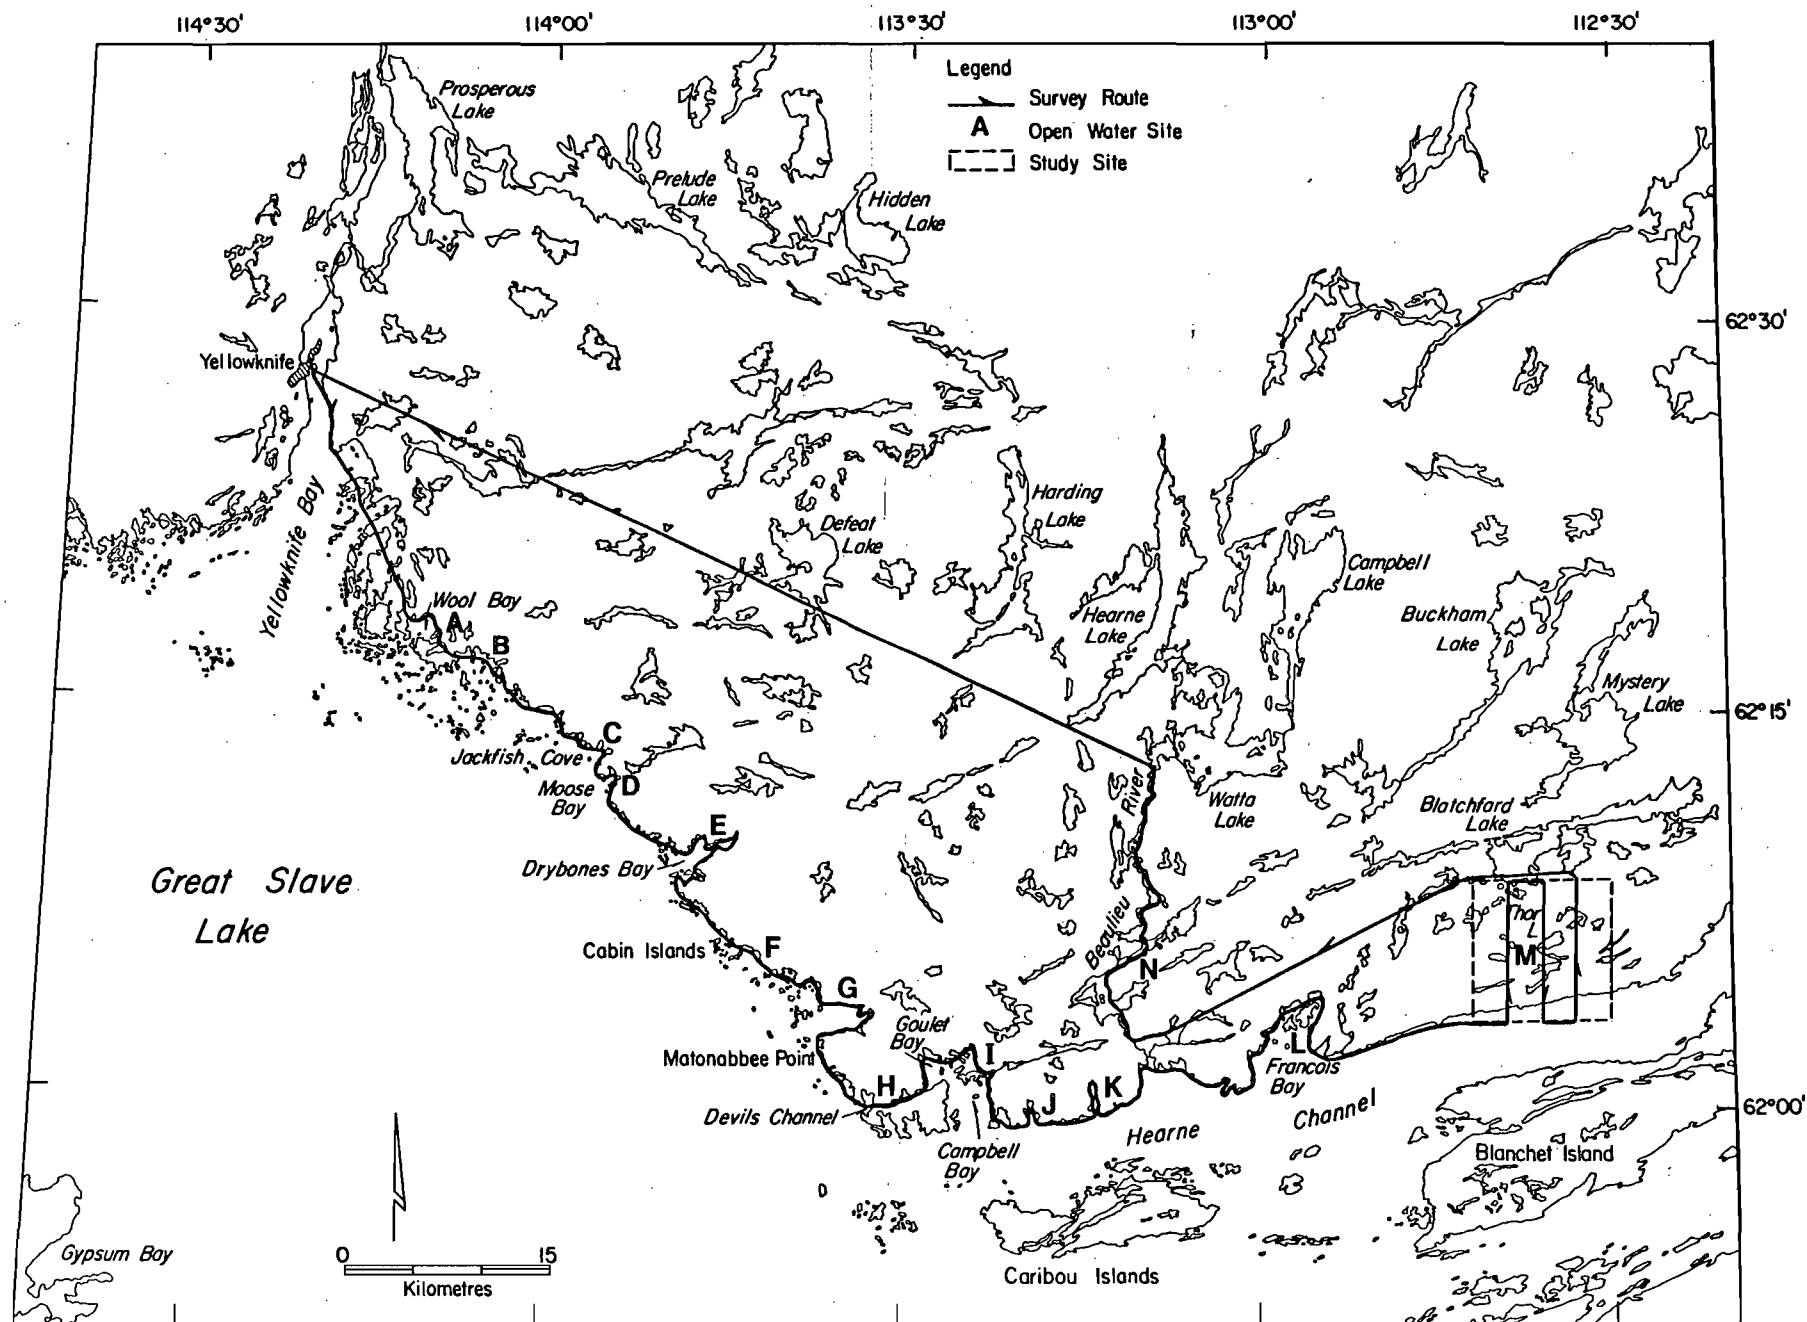 114°30'
114°00'
113°30'
113°00'
112°30'
Legend
Survey Route
A Open Water Site
Study Site
Prosperous
Lake
Prelude
Lake
Hidden
Lake
62°30'
Yellowknife
Yellowknife Bay
Harding
Lake
Defeat
Lake
Campbell
Lake
Hearne
Lake
Buckham
Lake
Mystery
Lake
62°15'
Wool Bay
A
B
C
Jackfish Cove
Moose
Bay
D
E
Drybones Bay
River
Beaulieu
Watta
Lake
Blatchford
Lake
Great Slave
Lake
Cabin Islands
F
G
Thor
L
M
N
Goulet
Bay
I
Matonabbee Point
H
J
K
L
Francois
Bay
Devils Channel
Campbell
Bay
Hearne
Channel
62°00'
Blanchet Island
Gypsum Bay
0 15
Kilometres
Caribou Islands